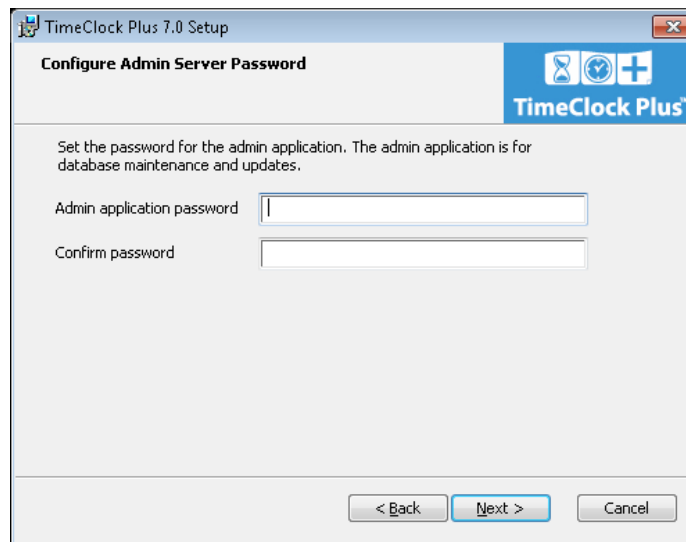 TimeClock Plus 7.0 Setup
Configure Admin Server Password
TimeClock Plus™
Set the password for the admin application. The admin application is for
database maintenance and updates.
Admin application password
Confirm password
< Back
Next >
Cancel